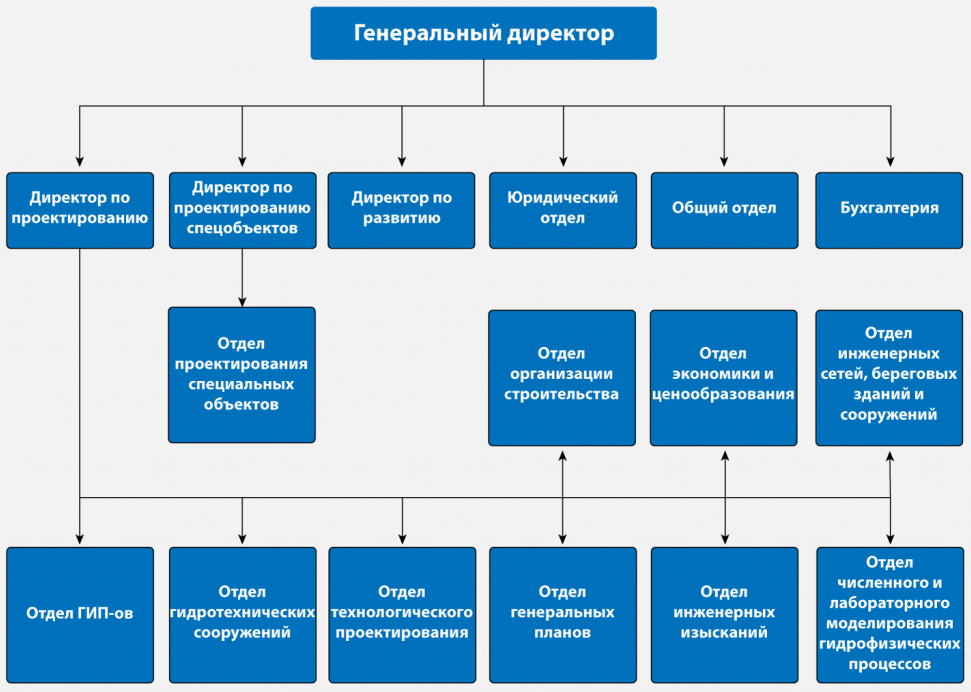 Генеральный директор
Директор по
проектированию
Директор по
проектированию
спецобъектов
Директор по
развитию
Юридический
отдел
Общий отдел
Бухгалтерия
Отдел
проектирования
специальных
объектов
Отдел
организации
строительства
Отдел
экономики и
ценообразования
Отдел
инженерных
сетей, береговых
зданий и
сооружений
Отдел ГИП-ов
Отдел
гидротехнических
сооружений
Отдел
технологического
проектирования
Отдел
генеральных
планов
Отдел
инженерных
изысканий
Отдел
численного и
лабораторного
моделирования
гидрофизических
процессов